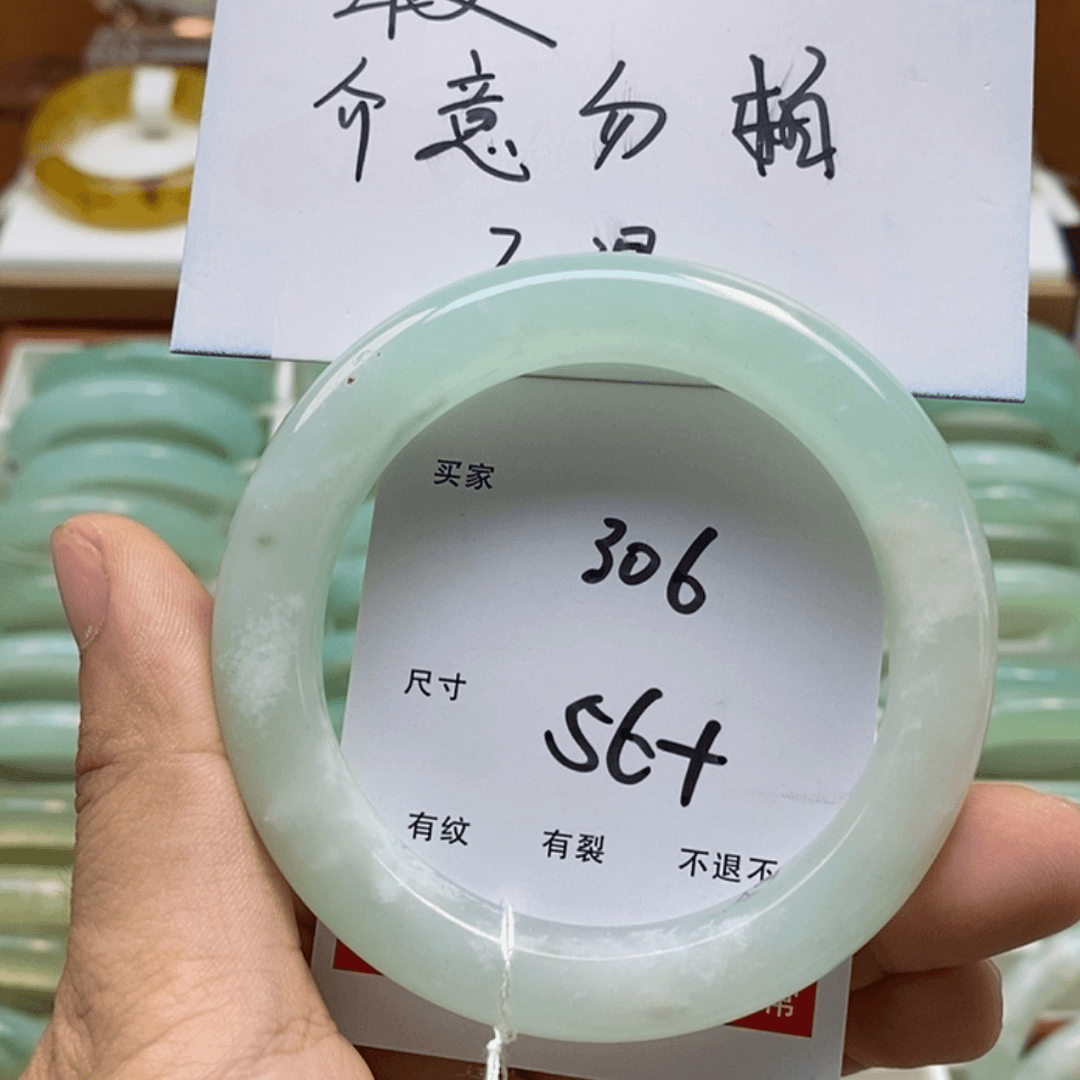 介意勿拍
买家
306
尺寸
56+
有纹 有裂 不退不